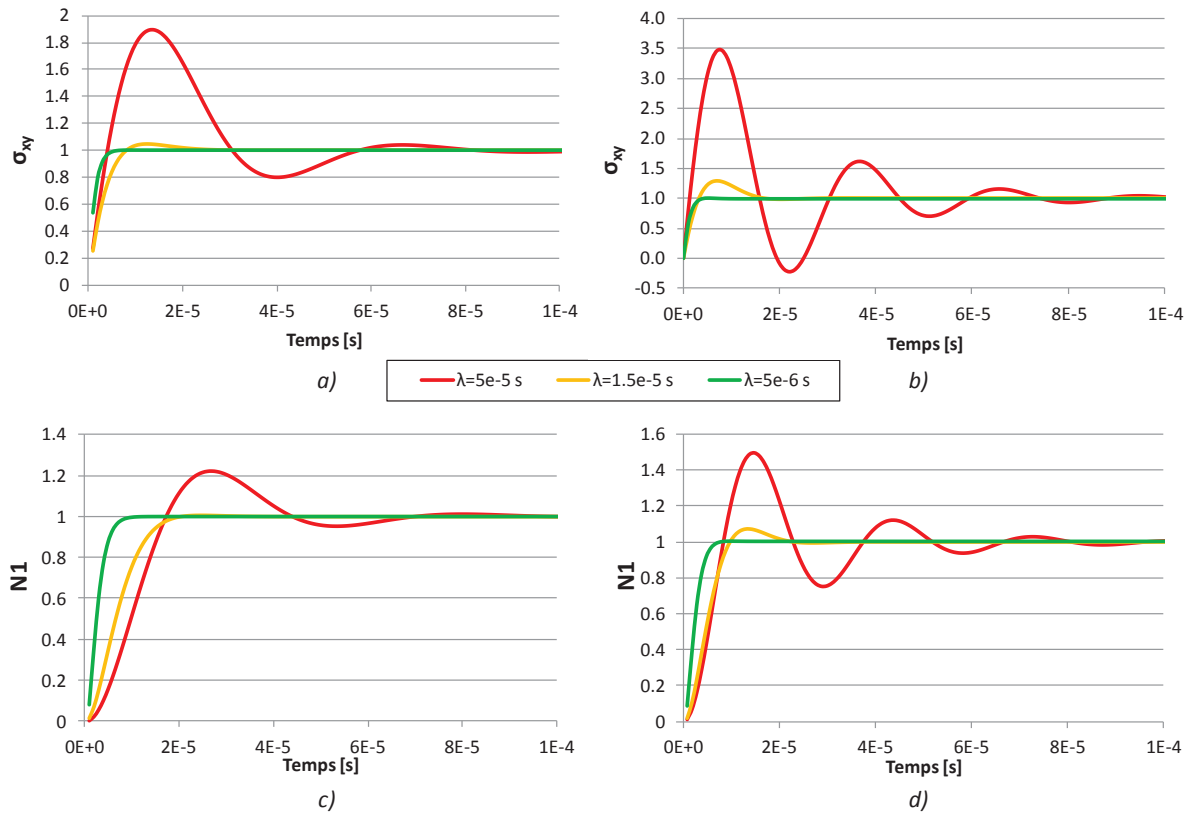 2
1.8
1.6
1.4
1.2
1
0.8
0.6
0.4
0.2
0
σxy
0E+0 2E-5 4E-5 6E-5 8E-5 1E-4
Temps [s]
a)
4.0
3.5
3.0
2.5
2.0
1.5
1.0
0.5
0.0
-0.5
σxy
0E+0 2E-5 4E-5 6E-5 8E-5 1E-4
Temps [s]
b)
λ=5e-5 s λ=1.5e-5 s λ=5e-6 s
1.4
1.2
1
0.8
0.6
0.4
0.2
0
N1
0E+0 2E-5 4E-5 6E-5 8E-5 1E-4
Temps [s]
c)
1.6
1.4
1.2
1
0.8
0.6
0.4
0.2
0
N1
0E+0 2E-5 4E-5 6E-5 8E-5 1E-4
Temps [s]
d)